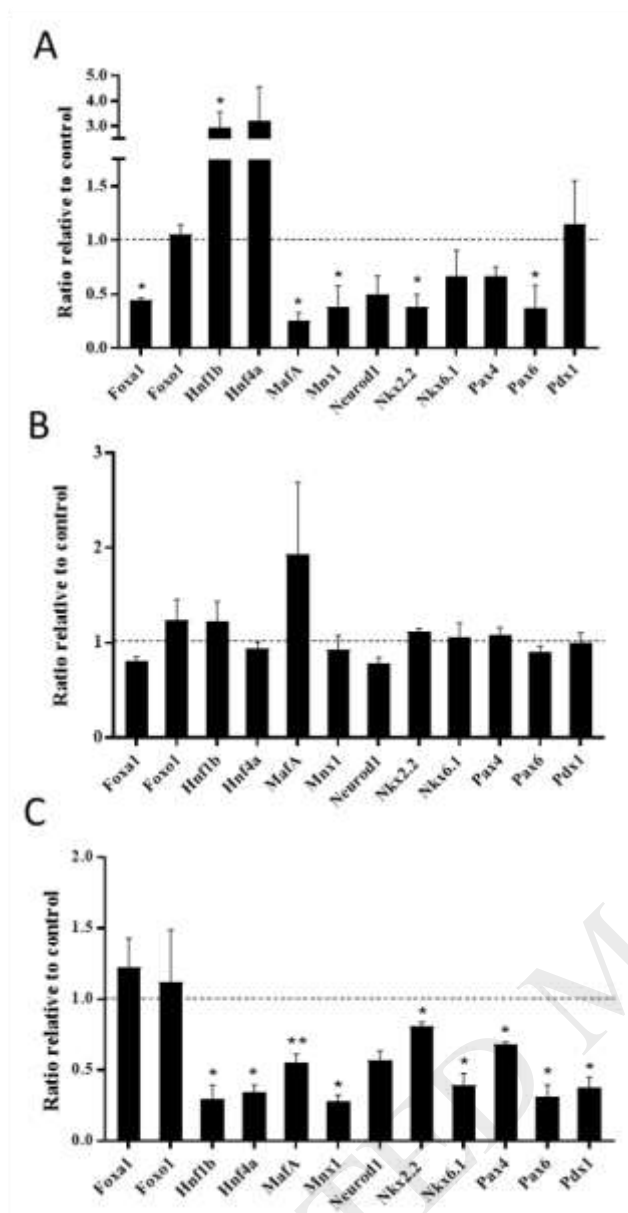 A
Ratio relative to control
5.0
4.0
3.0
1.5
1.0
0.5
0.0
*
*
*
*
*
*
Foxa1
Foxo1
Hnf1b
Hnf4a
MafA
Mnx1
Neurod1
Nkx2.2
Nkx6.1
Pax4
Pax6
Pdx1
B
Ratio relative to control
3
2
1
0
Foxa1
Foxo1
Hnf1b
Hnf4a
MafA
Mnx1
Neurod1
Nkx2.2
Nkx6.1
Pax4
Pax6
Pdx1
C
Ratio relative to control
2.0
1.5
1.0
0.5
0.0
*
*
**
*
*
*
*
*
*
Foxa1
Foxo1
Hnf1b
Hnf4a
MafA
Mnx1
Neurod1
Nkx2.2
Nkx6.1
Pax4
Pax6
Pdx1
TED M